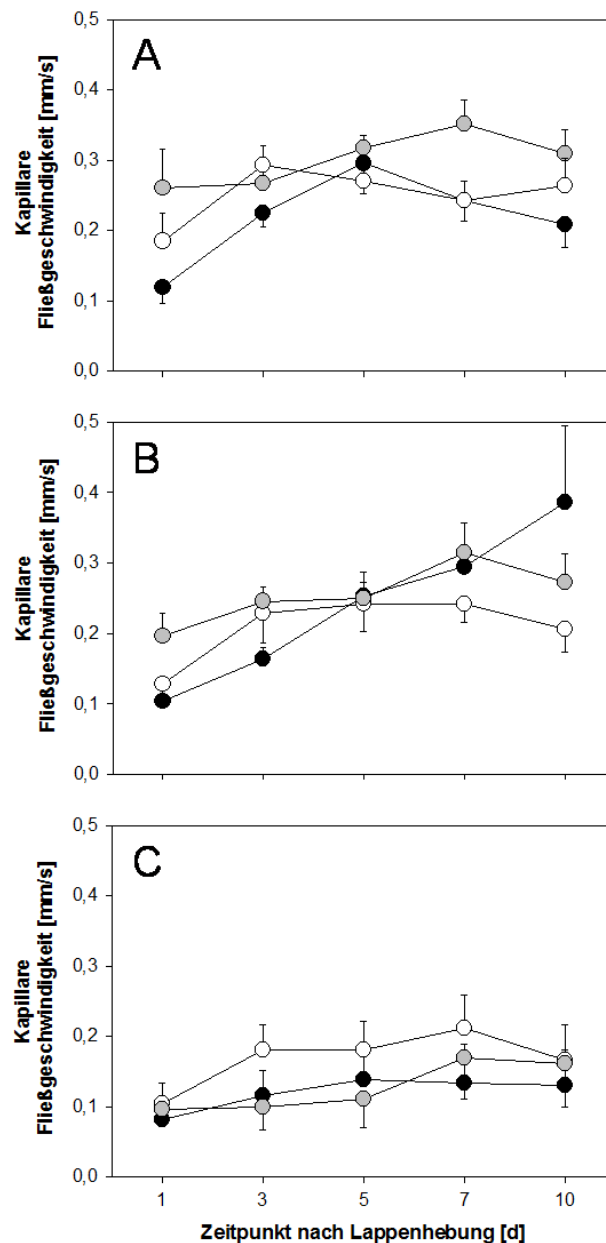 A
Kapillare
Fließgeschwindigkeit [mm/s]
0,5
0,4
0,3
0,2
0,1
0,0
B
Kapillare
Fließgeschwindigkeit [mm/s]
0,5
0,4
0,3
0,2
0,1
0,0
C
Kapillare
Fließgeschwindigkeit [mm/s]
0,5
0,4
0,3
0,2
0,1
0,0
1 3 5 7 10
Zeitpunkt nach Lappenhebung [d]